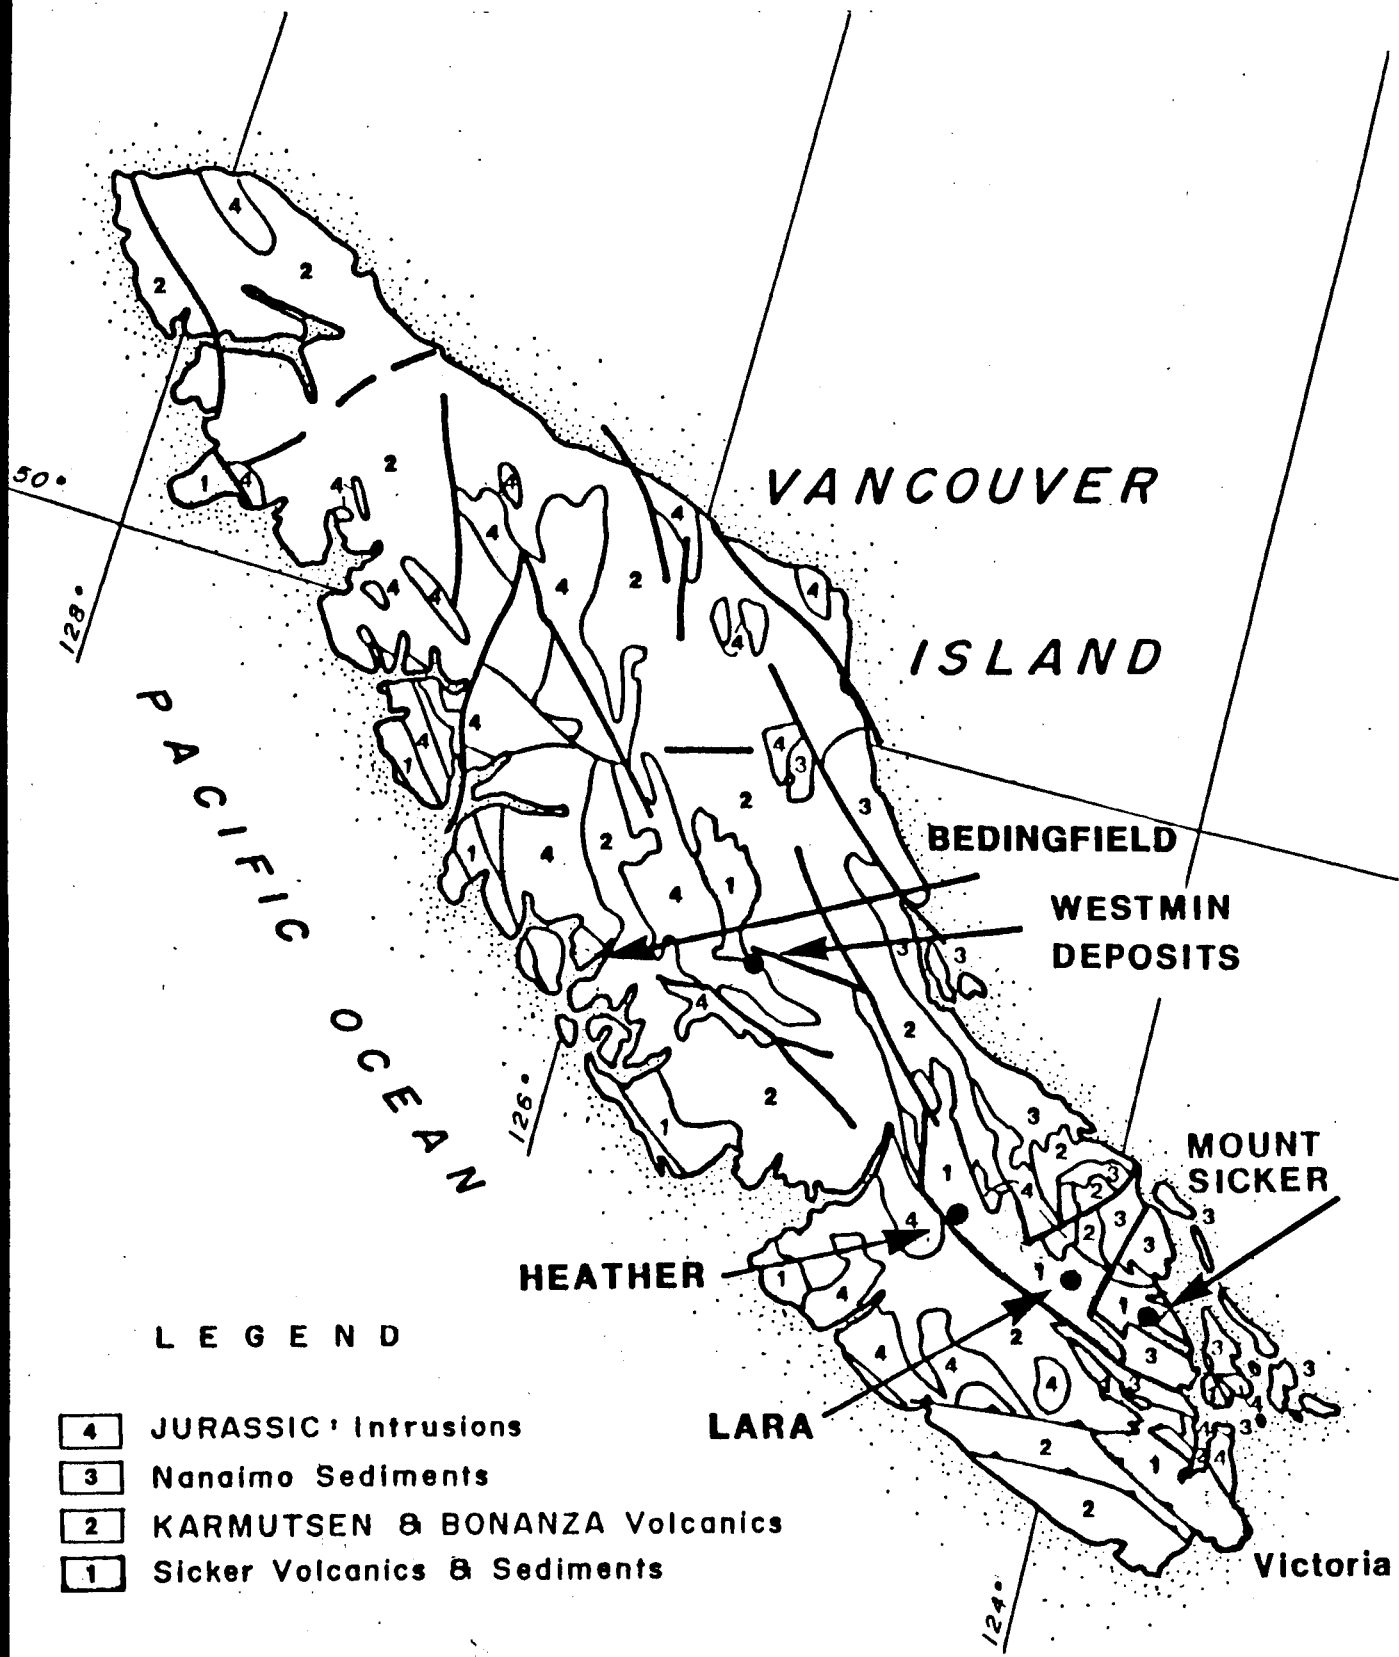 VANCOUVER
ISLAND
50°
128°
PACIFIC OCEAN
BEDINGFIELD
WESTMIN
DEPOSITS
126°
MOUNT
SICKER
HEATHER
LARA
LEGEND
4 JURASSIC: Intrusions
3 Nanaimo Sediments
2 KARMUTSEN & BONANZA Volcanics
1 Sicker Volcanics & Sediments
Victoria
124°